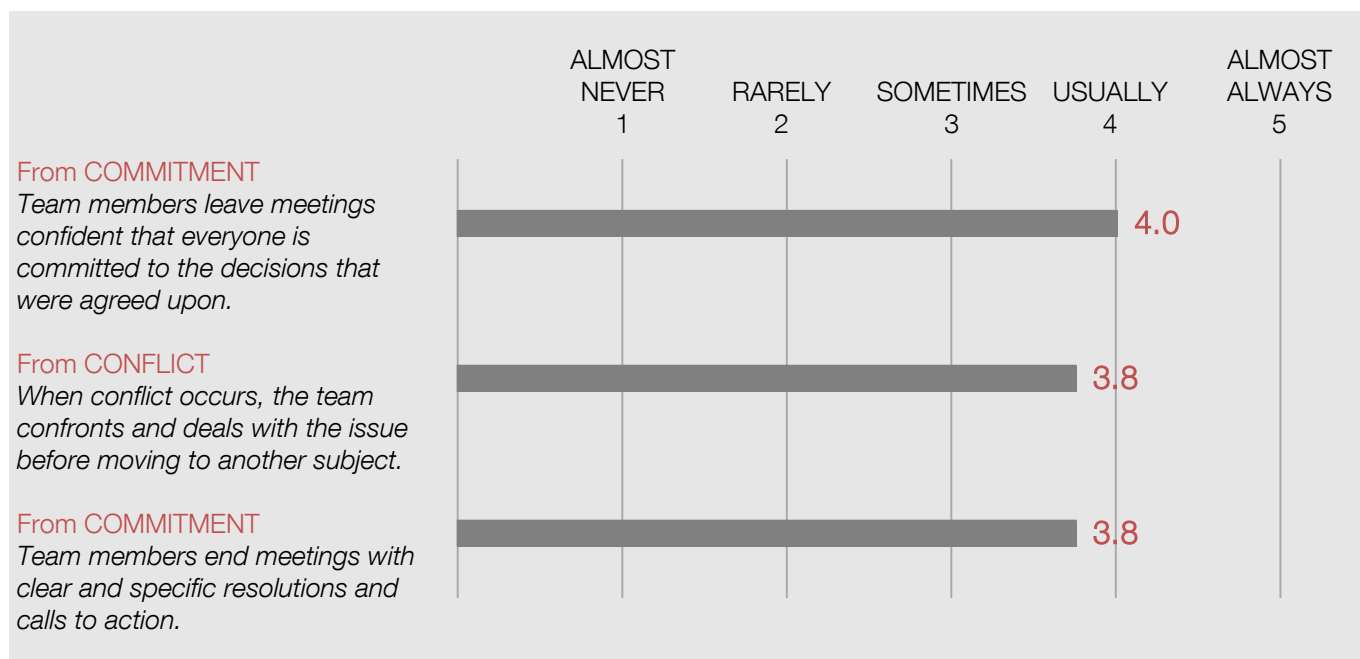 ALMOST NEVER
1
RARELY
2
SOMETIMES
3
USUALLY
4
ALMOST ALWAYS
5
From COMMITMENT
Team members leave meetings
confident that everyone is
committed to the decisions that
were agreed upon.
4.0
From CONFLICT
When conflict occurs, the team
confronts and deals with the issue
before moving to another subject.
3.8
From COMMITMENT
Team members end meetings with
clear and specific resolutions and
calls to action.
3.8